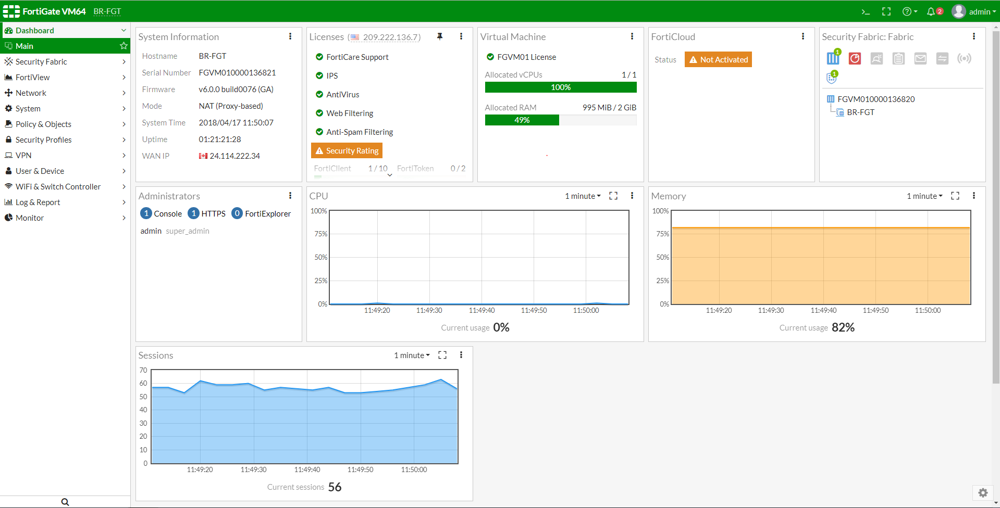 FortiGate VM64 BR-FGT
2
admin
Dashboard
Main
Security Fabric
FortiView
Network
System
Policy & Objects
Security Profiles
VPN
User & Device
WiFi & Switch Controller
Log & Report
Monitor
System Information
Hostname BR-FGT
Serial Number FGVM010000136821
Firmware v6.0.0 build0076 (GA)
Mode NAT (Proxy-based)
System Time 2018/04/17 11:50:07
Uptime 01:21:21:28
WAN IP 24.114.222.34
Licenses (209.222.136.7)
FortiCare Support
IPS
AntiVirus
Web Filtering
Anti-Spam Filtering
Security Rating
FortiClient 1 / 10 FortiToken 0 / 2
Virtual Machine
FGVM01 License
Allocated vCPUs 1 / 1
100%
Allocated RAM 995 MiB / 2 GiB
49%
FortiCloud
Status Not Activated
Security Fabric: Fabric
1
1
FGVM010000136820
BR-FGT
Administrators
1 Console 1 HTTPS 0 FortiExplorer
admin super_admin
CPU 1 minute
100%
75%
50%
25%
0%
11:49:20 11:49:30 11:49:40 11:49:50 11:50:00
Current usage 0%
Memory 1 minute
100%
75%
50%
25%
0%
11:49:20 11:49:30 11:49:40 11:49:50 11:50:00
Current usage 82%
Sessions 1 minute
70
60
50
40
30
20
10
0
11:49:20 11:49:30 11:49:40 11:49:50 11:50:00
Current sessions 56